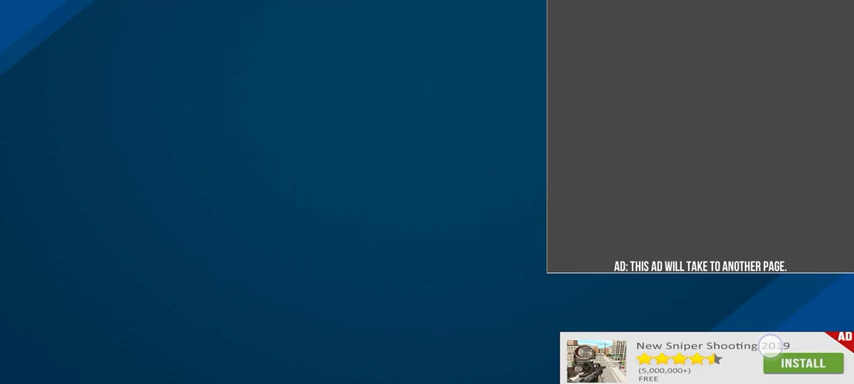 AD: THIS AD WILL TAKE TO ANOTHER PAGE.
AD
New Sniper Shooting 2019
(5,000,000+)
INSTALL
FREE